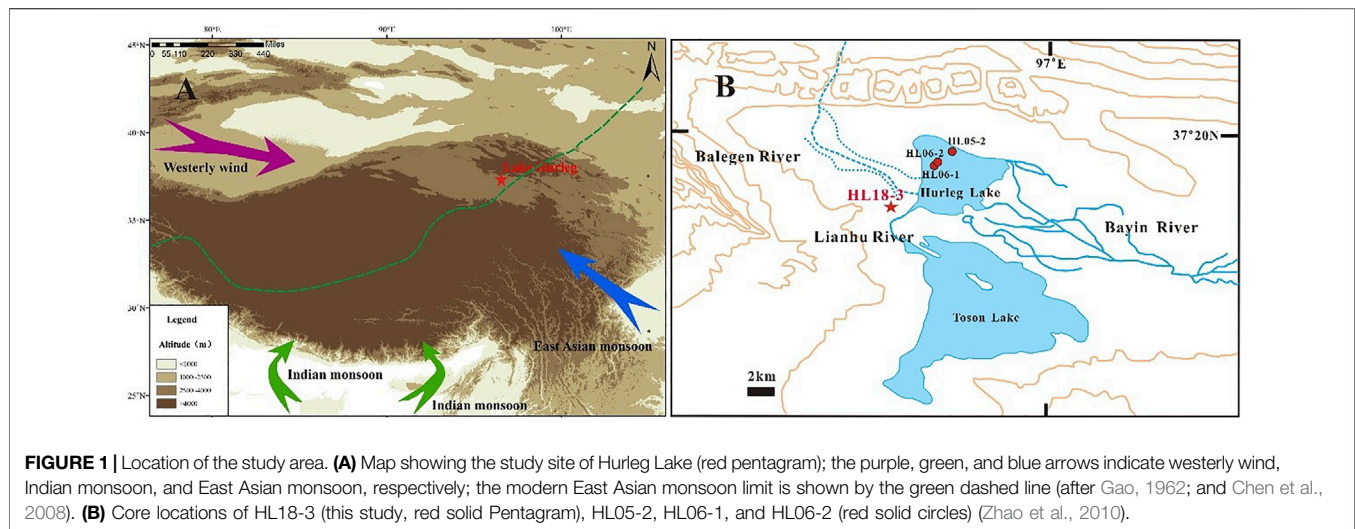 80°E 90°E 100°E
0 55 110 220 330 440 Miles
45°N
N
A
40°N
Westerly wind
Lake Hurleg
35°N
30°N
Legend
Altitude (m)
<1000
1000-2500
2500-4000
>4000
East Asian monsoon
Indian monsoon
Indian monsoon
25°N
97°E
B
37°20N
HL05-2
HL06-2
HL06-1
Balegen River
Hurleg Lake
HL18-3
Bayin River
Lianhu River
Toson Lake
2km
FIGURE 1 | Location of the study area. (A) Map showing the study site of Hurleg Lake (red pentagram); the purple, green, and blue arrows indicate westerly wind,
Indian monsoon, and East Asian monsoon, respectively; the modern East Asian monsoon limit is shown by the green dashed line (after Gao, 1962; and Chen et al.,
2008). (B) Core locations of HL18-3 (this study, red solid Pentagram), HL05-2, HL06-1, and HL06-2 (red solid circles) (Zhao et al., 2010).